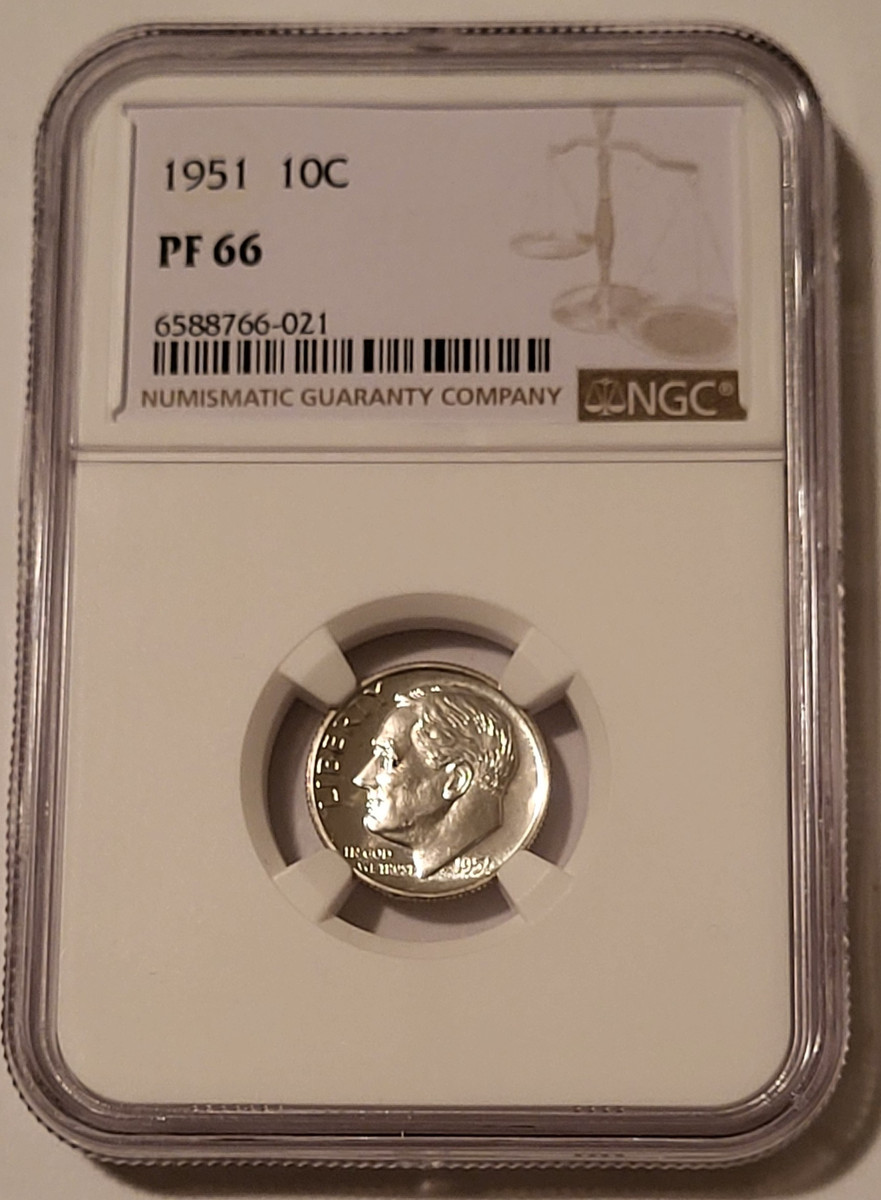 1951 10C
PF 66
6588766-021
NUMISMATIC GUARANTY COMPANY
NGC®
LIBERTY
IN GOD
WE TRUST
1951